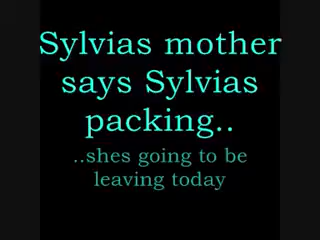 Sylvias mother
says Sylvias
packing..
..shes going to be
leaving today